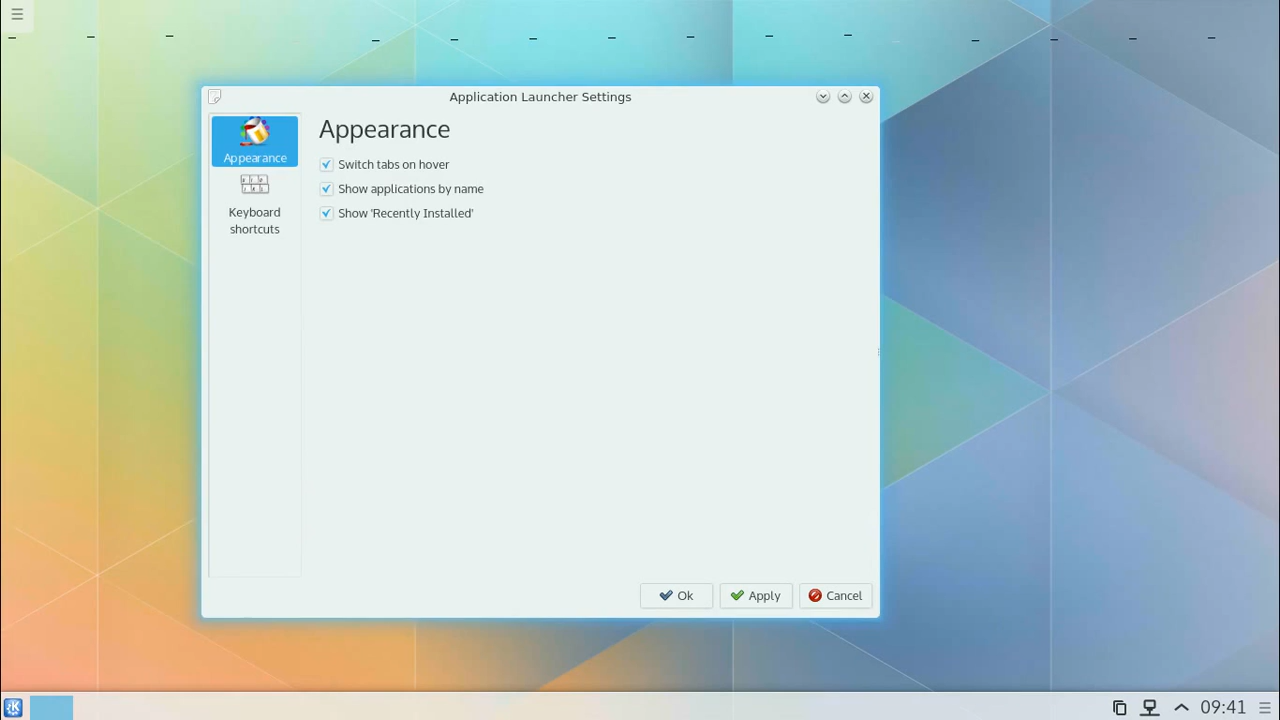 Application Launcher Settings
Appearance
Appearance
Switch tabs on hover
Show applications by name
Show 'Recently Installed'
Keyboard
shortcuts
Ok
Apply
Cancel
09:41